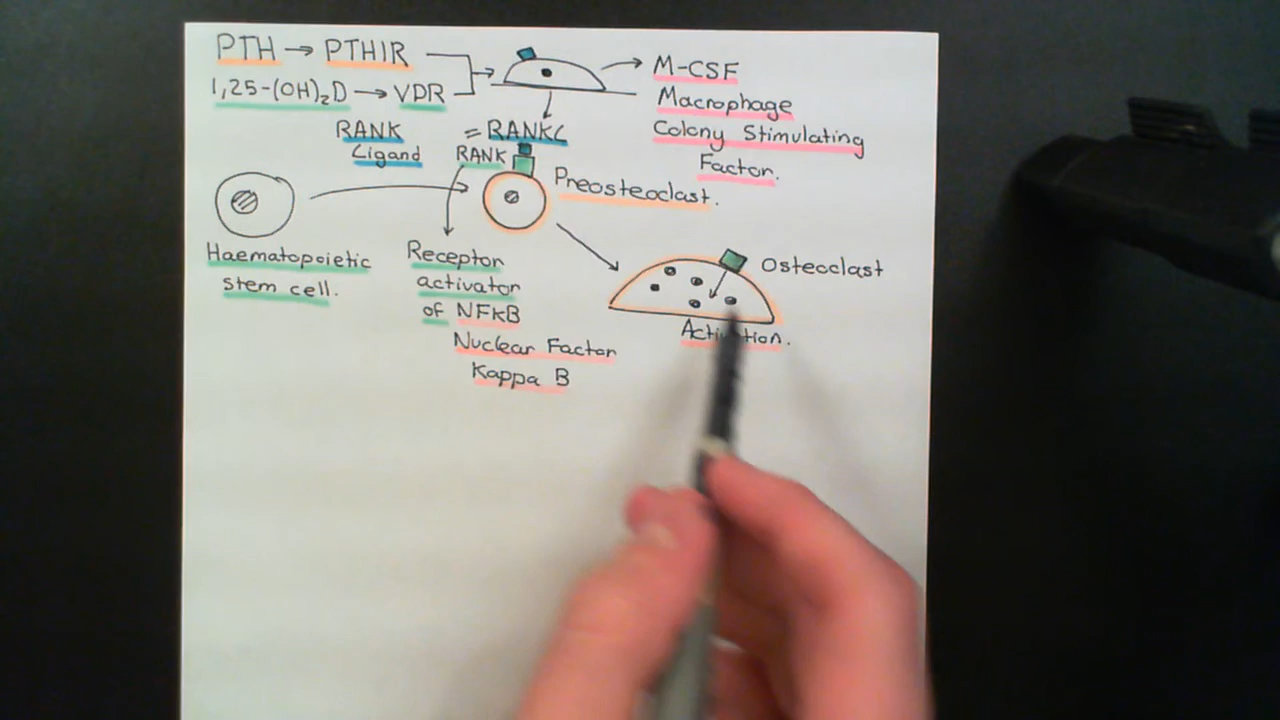 PTH → PTH1R
1,25-(OH)₂D → VDR
M-CSF
Macrophage
Colony Stimulating
Factor.
RANK
Ligand
= RANKL
RANK
Preosteoclast.
Haematopoietic
stem cell.
Receptor
activator
of NFκB
Nuclear Factor
Kappa B
Osteoclast
Activation.